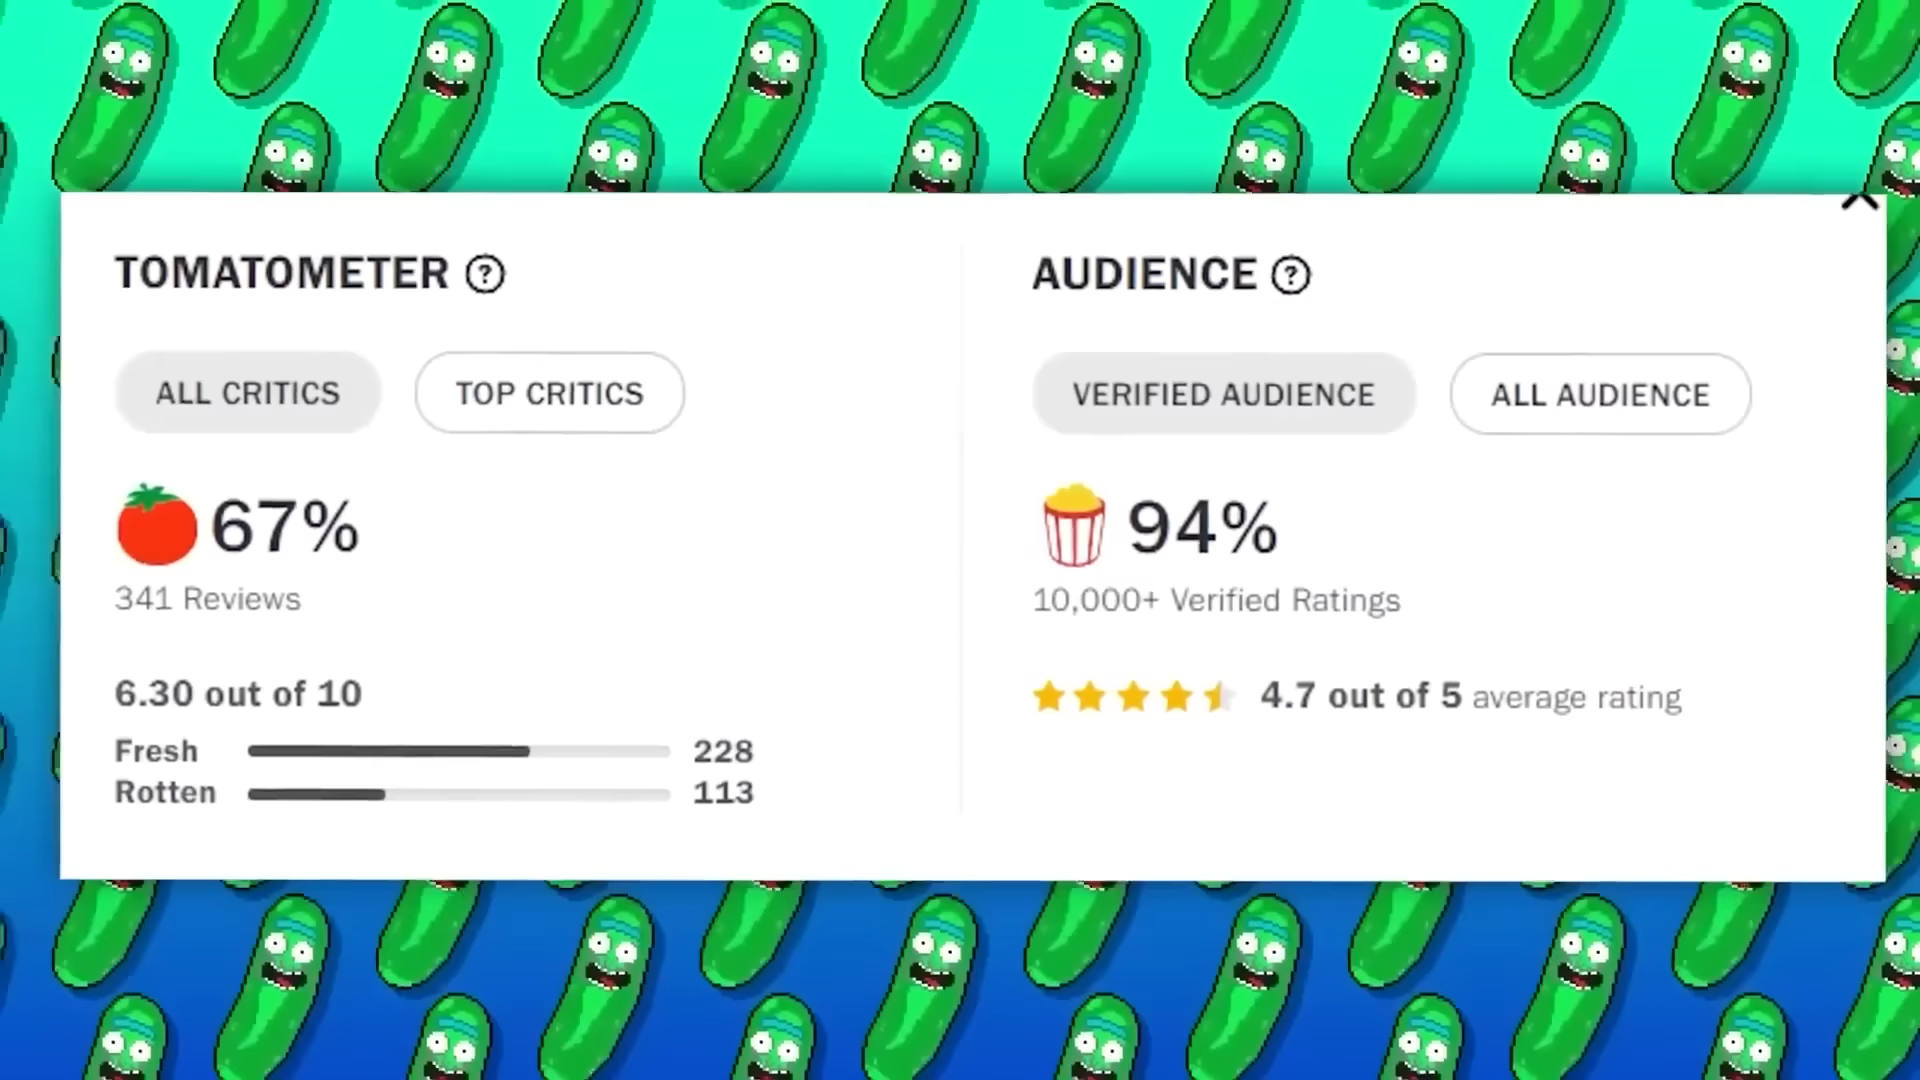 TOMATOMETER ?
ALL CRITICS TOP CRITICS
67%
341 Reviews
6.30 out of 10
Fresh 228
Rotten 113
AUDIENCE ?
VERIFIED AUDIENCE ALL AUDIENCE
94%
10,000+ Verified Ratings
4.7 out of 5 average rating